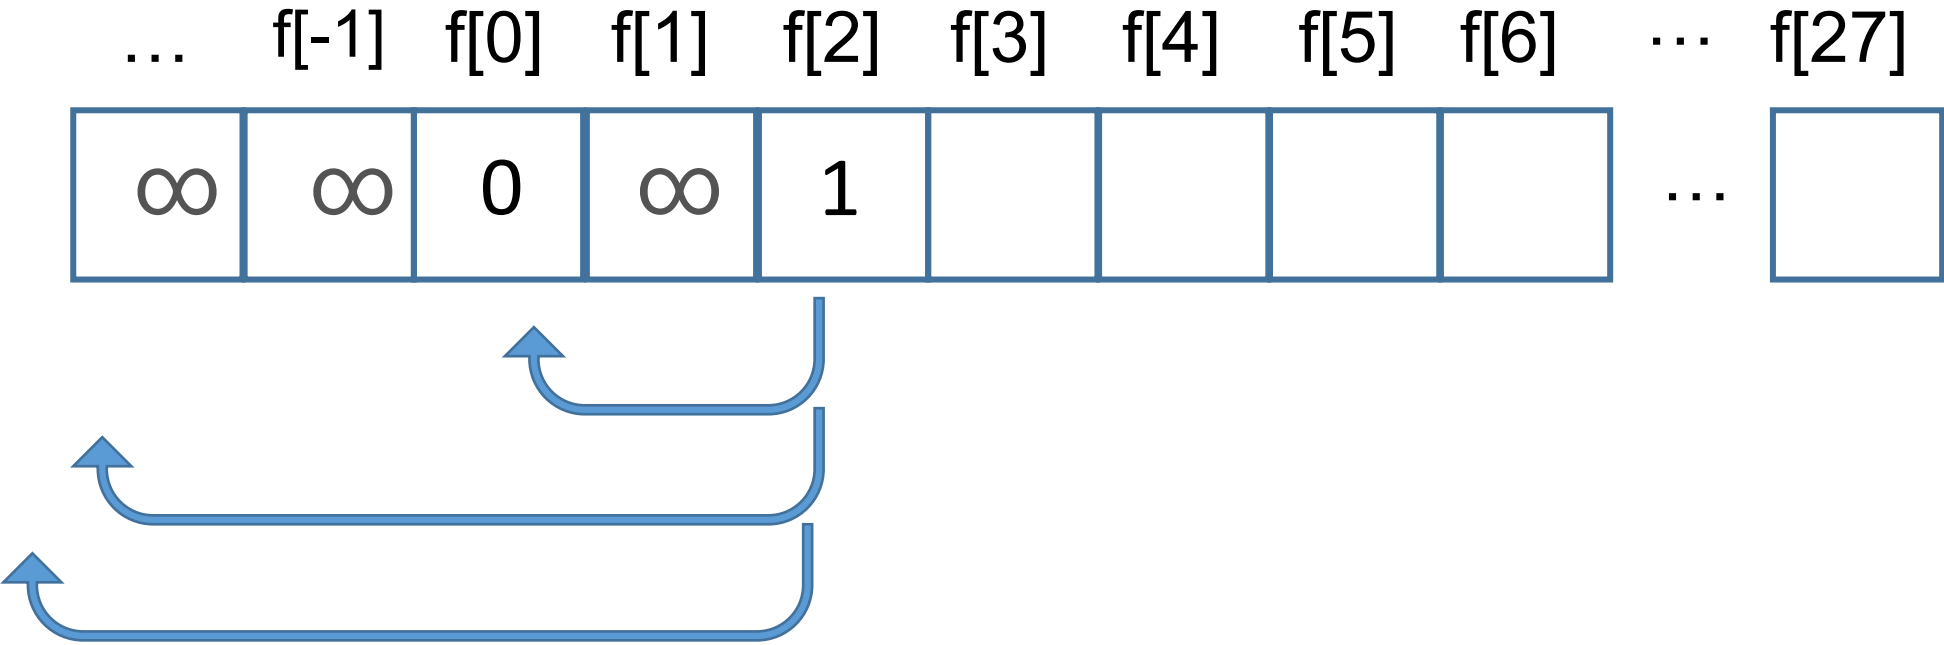 ... f[-1] f[0] f[1] f[2] f[3] f[4] f[5] f[6] ... f[27]
∞ ∞ 0 ∞ 1 ...